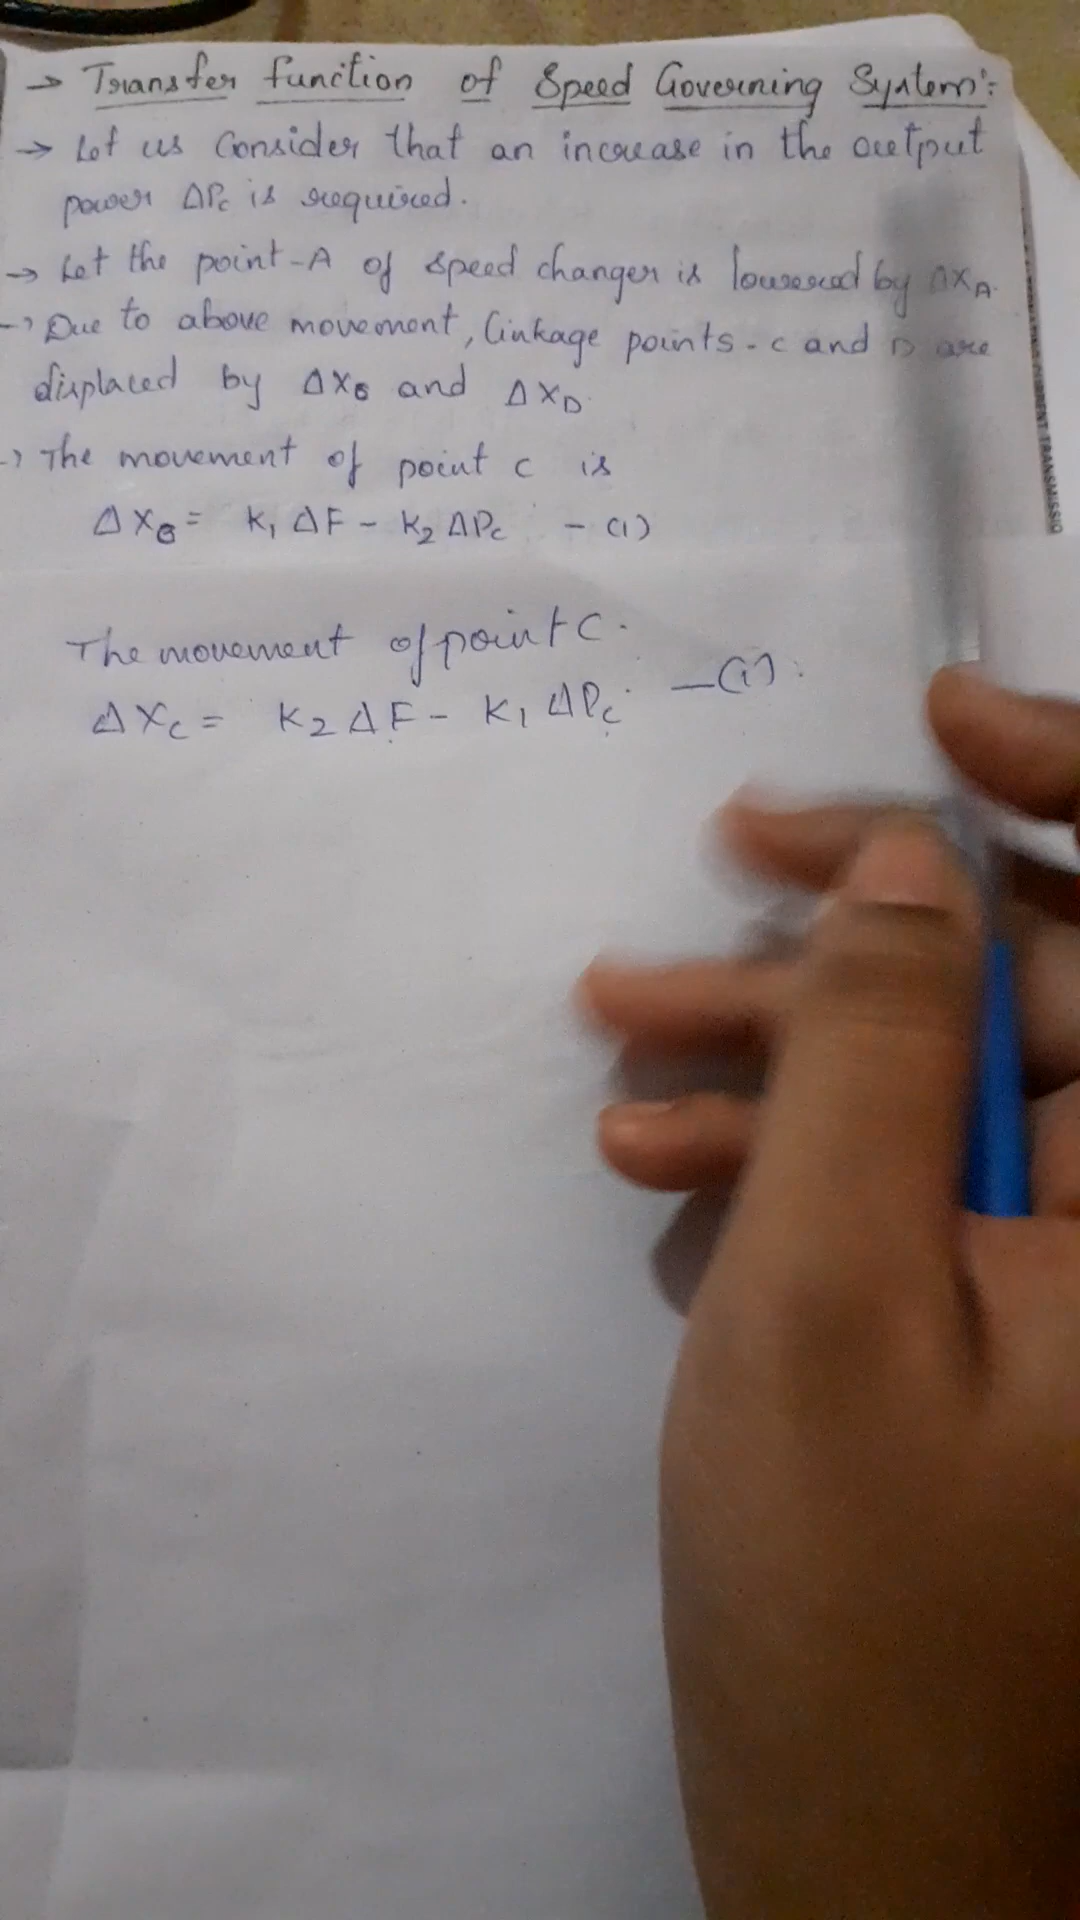 → Transfer function of Speed Governing System:-
→ Let us Consider that an increase in the output
power ΔPc is required.
→ Let the point-A of speed changer is lowered by ΔXA.
→ Due to above movement, linkage points - C and D are
displaced by ΔXB and ΔXD.
→ The movement of point C is
ΔXB = K1 ΔF - K2 ΔPc - (1)
The movement of point C.
ΔXC = K2 ΔF - K1 ΔPc. - (1).
CURRENT TRANSMISSIO